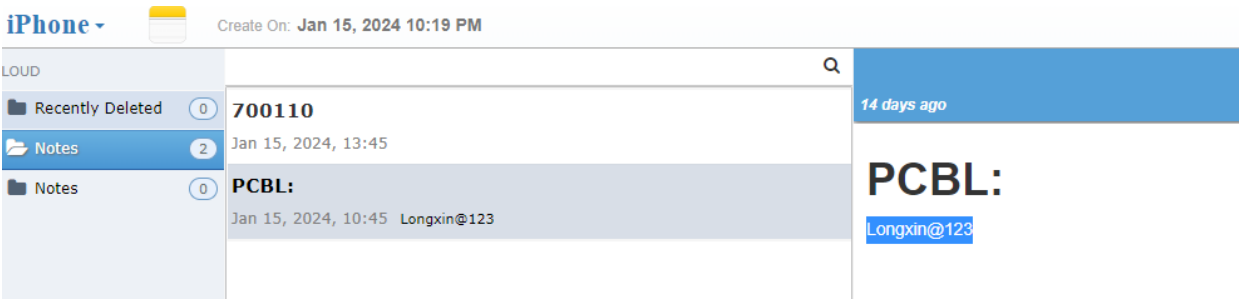 iPhone
Create On: Jan 15, 2024 10:19 PM
LOUD
Recently Deleted 0
Notes 2
Notes 0
700110
Jan 15, 2024, 13:45
PCBL:
Jan 15, 2024, 10:45 Longxin@123
14 days ago
PCBL:
Longxin@123